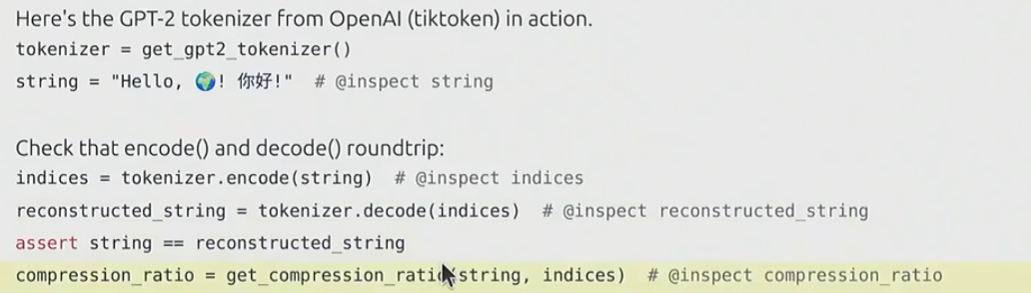 Here's the GPT-2 tokenizer from OpenAI (tiktoken) in action.
tokenizer = get_gpt2_tokenizer()
string = "Hello, 🌍! 你好!"  # @inspect string
Check that encode() and decode() roundtrip:
indices = tokenizer.encode(string)  # @inspect indices
reconstructed_string = tokenizer.decode(indices)  # @inspect reconstructed_string
assert string == reconstructed_string
compression_ratio = get_compression_ratio(string, indices)  # @inspect compression_ratio